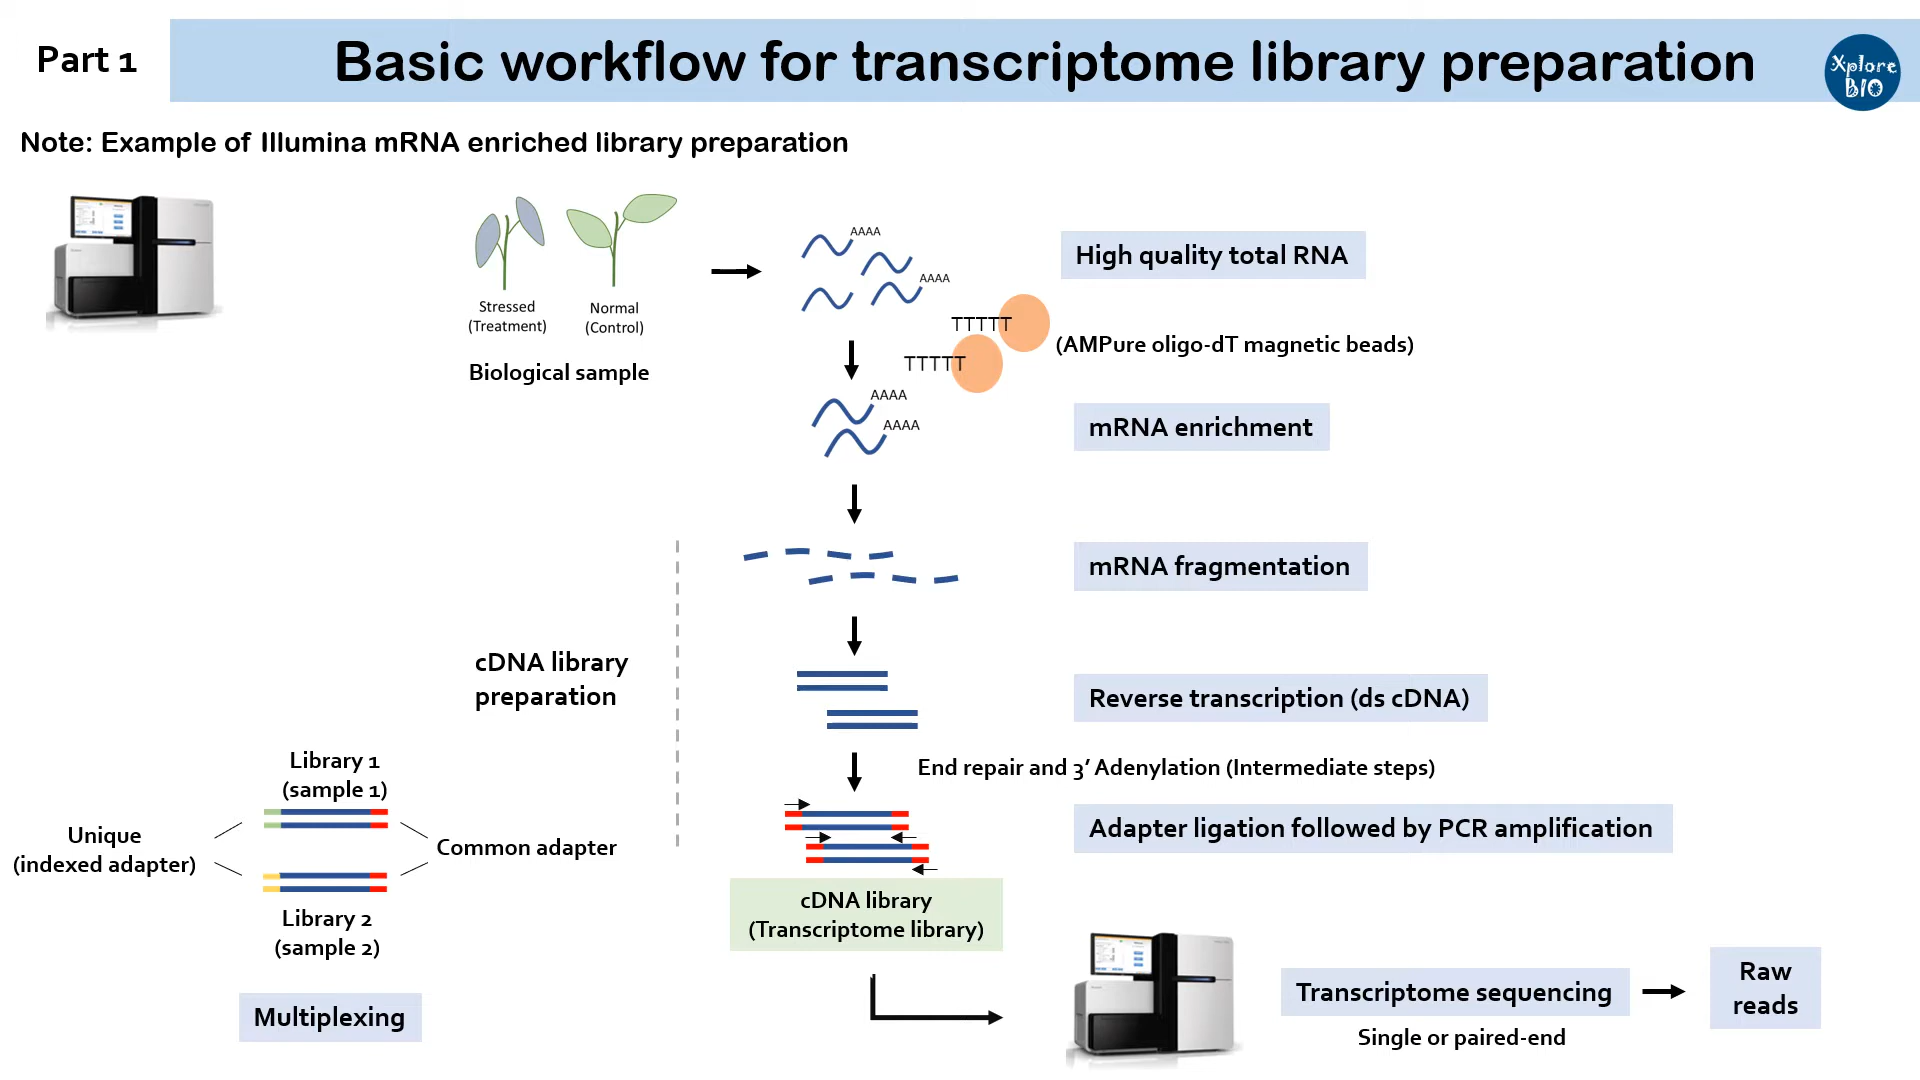 Part 1
Basic workflow for transcriptome library preparation
Xplore
BIO
Note: Example of Illumina mRNA enriched library preparation
Stressed
(Treatment)
Normal
(Control)
Biological sample
AAAA
AAAA
High quality total RNA
TTTTT
TTTTT
(AMPure oligo-dT magnetic beads)
AAAA
AAAA
mRNA enrichment
mRNA fragmentation
cDNA library
preparation
Reverse transcription (ds cDNA)
End repair and 3’ Adenylation (Intermediate steps)
Adapter ligation followed by PCR amplification
Library 1
(sample 1)
Unique
(indexed adapter)
Common adapter
Library 2
(sample 2)
Multiplexing
cDNA library
(Transcriptome library)
Transcriptome sequencing
Single or paired-end
Raw
reads